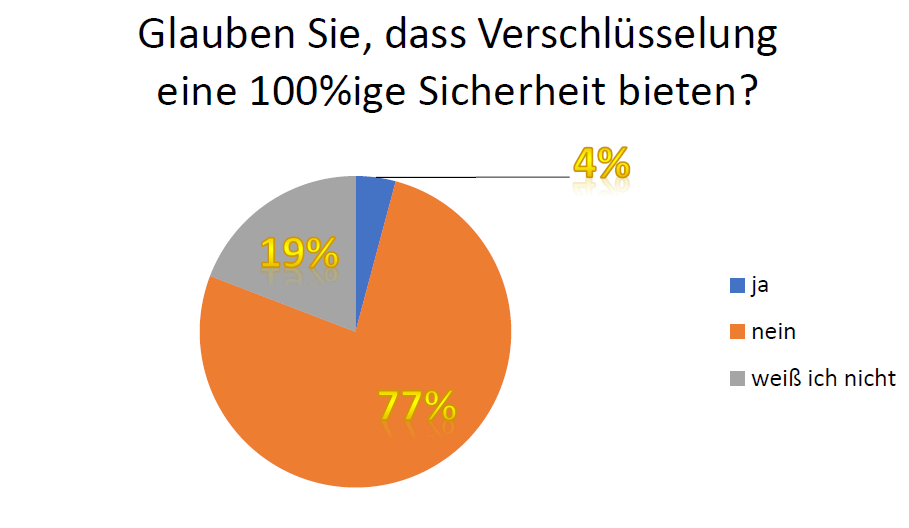 Glauben Sie, dass Verschlüsselung
eine 100%ige Sicherheit bieten?
4%
19%
77%
ja
nein
weiß ich nicht